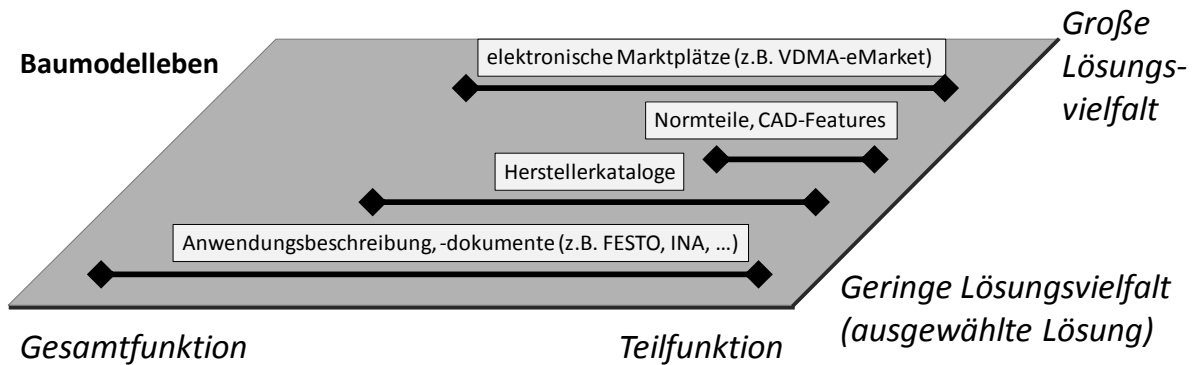 Große
Lösungs-
vielfalt
Baumodelleben
elektronische Marktplätze (z.B. VDMA-eMarket)
Normteile, CAD-Features
Herstellerkataloge
Anwendungsbeschreibung, -dokumente (z.B. FESTO, INA, ...)
Geringe Lösungsvielfalt
(ausgewählte Lösung)
Gesamtfunktion
Teilfunktion